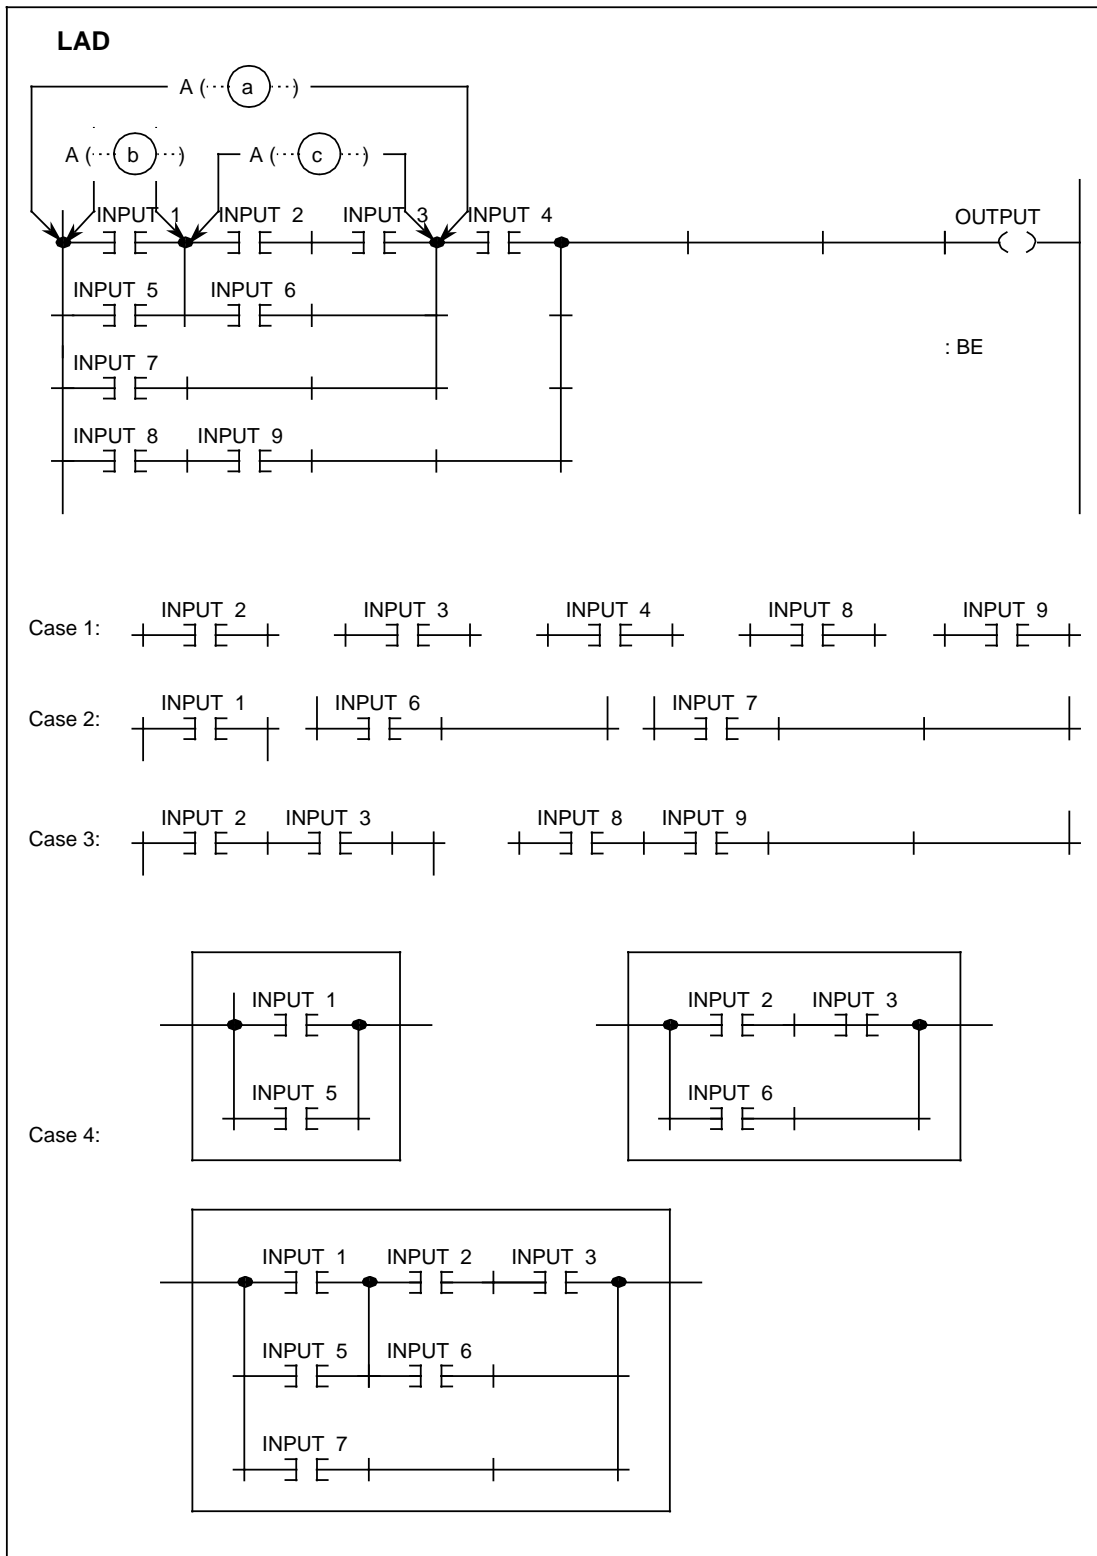 LAD
A (····· a ·····)
A (····· b ·····) A (····· c ·····)
INPUT 1 INPUT 2 INPUT 3 INPUT 4 OUTPUT
INPUT 5 INPUT 6
: BE
INPUT 7
INPUT 8 INPUT 9
Case 1: INPUT 2 INPUT 3 INPUT 4 INPUT 8 INPUT 9
Case 2: INPUT 1 INPUT 6 INPUT 7
Case 3: INPUT 2 INPUT 3 INPUT 8 INPUT 9
INPUT 1 INPUT 2 INPUT 3
INPUT 5 INPUT 6
Case 4:
INPUT 1 INPUT 2 INPUT 3
INPUT 5 INPUT 6
INPUT 7